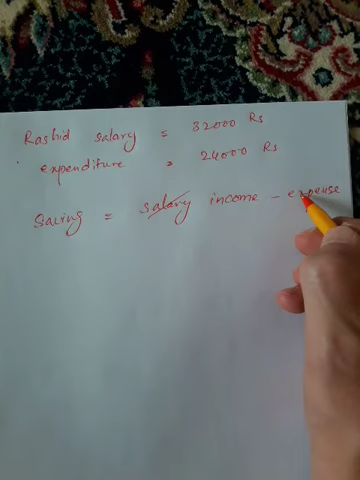 Rashid salary = 32000 Rs
expenditure = 24000 Rs
Saving = salary income - expense